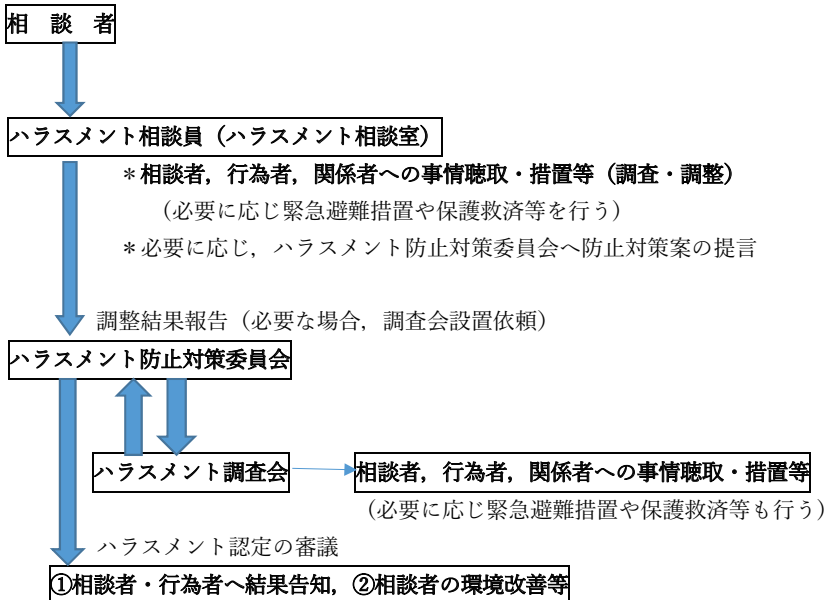 相　談　者
ハラスメント相談員（ハラスメント相談室）
＊相談者，行為者，関係者への事情聴取・措置等（調査・調整）
（必要に応じ緊急避難措置や保護救済等を行う）
＊必要に応じ，ハラスメント防止対策委員会へ防止対策案の提言
調整結果報告（必要な場合，調査会設置依頼）
ハラスメント防止対策委員会
ハラスメント調査会
相談者，行為者，関係者への事情聴取・措置等
（必要に応じ緊急避難措置や保護救済等も行う）
ハラスメント認定の審議
①相談者・行為者へ結果告知，②相談者の環境改善等